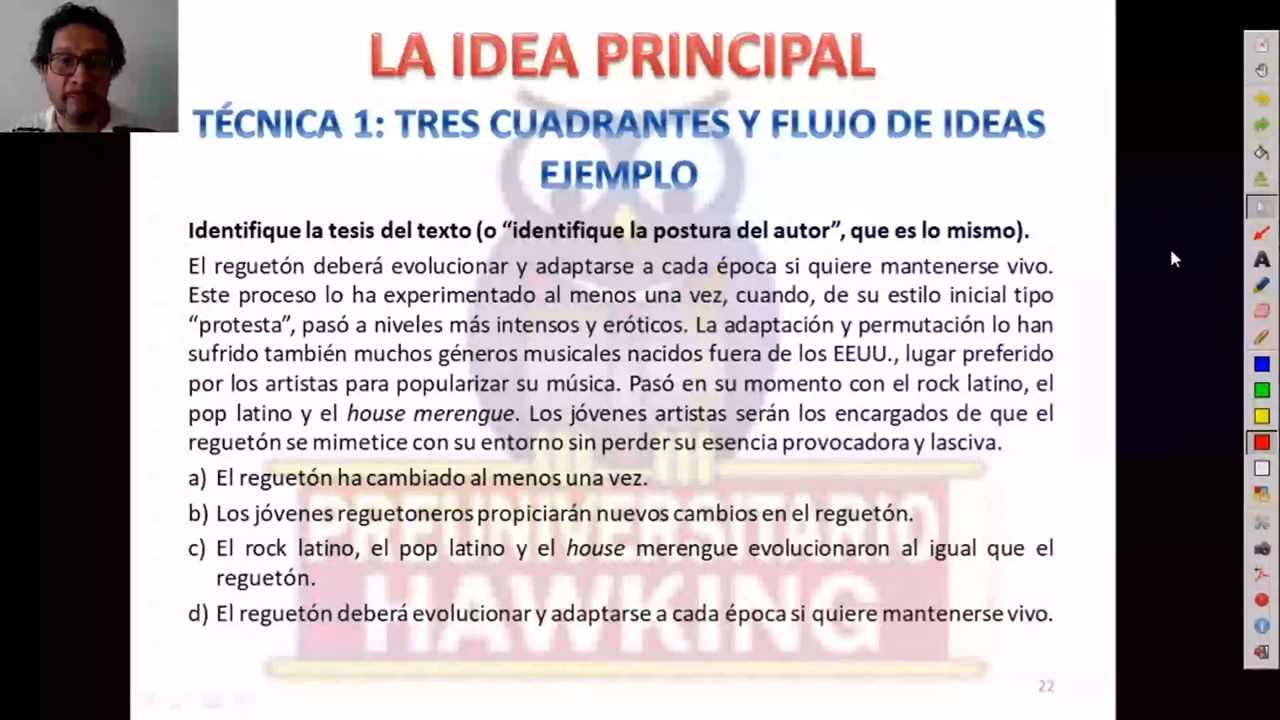 LA IDEA PRINCIPAL
TÉCNICA 1: TRES CUADRANTES Y FLUJO DE IDEAS
EJEMPLO
Identifique la tesis del texto (o “identifique la postura del autor”, que es lo mismo).
El reguetón deberá evolucionar y adaptarse a cada época si quiere mantenerse vivo.
Este proceso lo ha experimentado al menos una vez, cuando, de su estilo inicial tipo
“protesta”, pasó a niveles más intensos y eróticos. La adaptación y permutación lo han
sufrido también muchos géneros musicales nacidos fuera de los EEUU., lugar preferido
por los artistas para popularizar su música. Pasó en su momento con el rock latino, el
pop latino y el house merengue. Los jóvenes artistas serán los encargados de que el
reguetón se mimetice con su entorno sin perder su esencia provocadora y lasciva.
a) El reguetón ha cambiado al menos una vez.
b) Los jóvenes reguetoneros propiciarán nuevos cambios en el reguetón.
c) El rock latino, el pop latino y el house merengue evolucionaron al igual que el
reguetón.
d) El reguetón deberá evolucionar y adaptarse a cada época si quiere mantenerse vivo.
PREUNIVERSITARIO
HAWKING
22